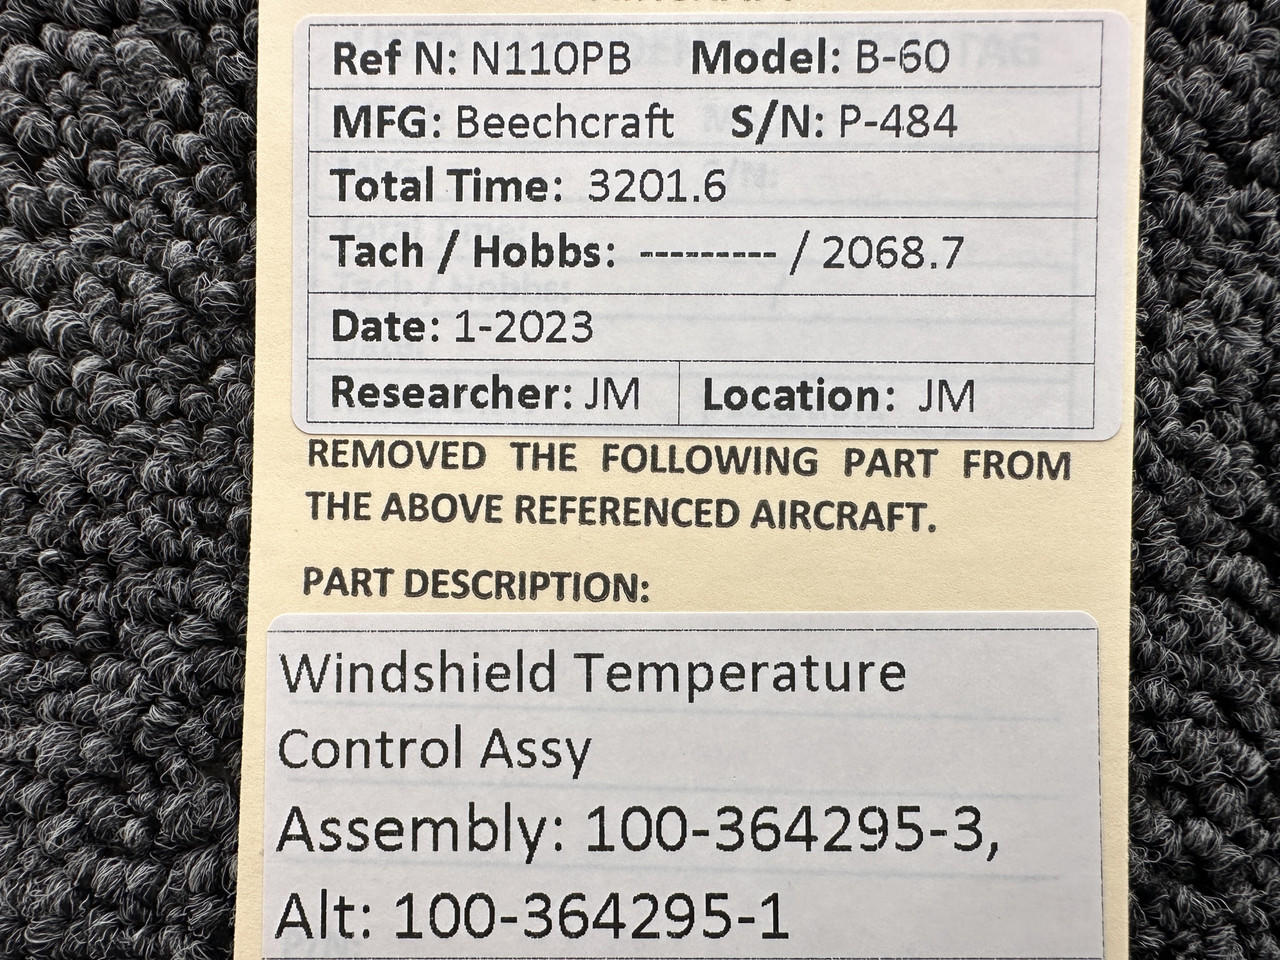 Ref N: N110PB Model: B-60
MFG: Beechcraft S/N: P-484
Total Time: 3201.6
Tach / Hobbs: --------- / 2068.7
Date: 1-2023
Researcher: JM Location: JM
REMOVED THE FOLLOWING PART FROM
THE ABOVE REFERENCED AIRCRAFT.
PART DESCRIPTION:
Windshield Temperature
Control Assy
Assembly: 100-364295-3,
Alt: 100-364295-1